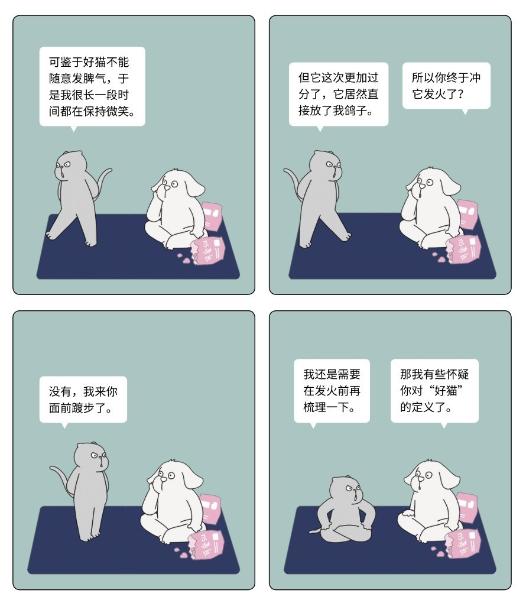 可鉴于好猫不能
随意发脾气，于
是我很长一段时
间都在保持微笑。
但它这次更加过
分了，它居然直
接放了我鸽子。
所以你终于冲
它发火了？
没有，我来你
面前踱步了。
我还是需要
在发火前再
梳理一下。
那我有些怀疑
你对“好猫”
的定义了。